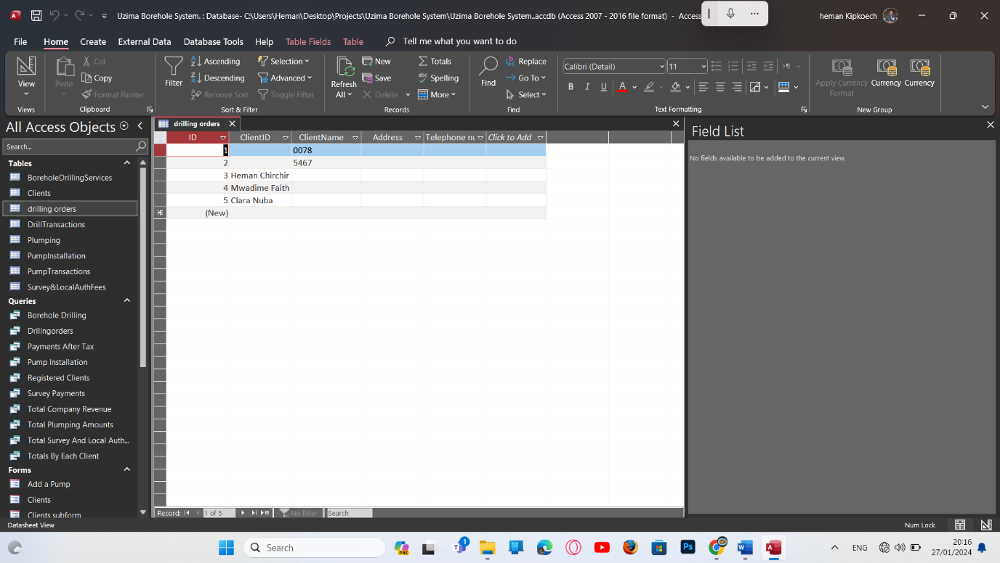 Uzima Borehole System. : Database- C:\Users\Heman\Desktop\Projects\Uzima Borehole System\Uzima Borehole System..accdb (Access 2007 - 2016 file format) - Access
heman Kipkoech
File Home Create External Data Database Tools Help Table Fields Table Tell me what you want to do
View
Views
Paste
Cut
Copy
Format Painter
Clipboard
Filter
Ascending
Descending
Remove Sort
Selection
Advanced
Toggle Filter
Sort & Filter
Refresh
All
New
Save
Delete
Totals
Spelling
More
Records
Find
Replace
Go To
Select
Find
Calibri (Detail) 11
B I U A
Text Formatting
Apply Currency
Format
Currency Currency
New Group
All Access Objects
Search...
Tables
BoreholeDrillingServices
Clients
drilling orders
DrillTransactions
Plumping
PumpInstallation
PumpTransactions
Survey&LocalAuthFees
Queries
Borehole Drilling
Drilingorders
Payments After Tax
Pump Installation
Registered Clients
Survey Payments
Total Company Revenue
Total Plumping Amounts
Total Survey And Local Auth...
Totals By Each Client
Forms
Add a Pump
Clients
Clients subform
drilling orders
ID ClientID ClientName Address Telephone nu Click to Add
1 0078
2 5467
3 Heman Chirchir
4 Mwadime Faith
5 Clara Nuba
(New)
Record: 1 of 5 No Filter Search
Field List
No fields available to be added to the current view.
Datasheet View
Num Lock
Search
PRE
1
Ps
ENG
20:16
27/01/2024